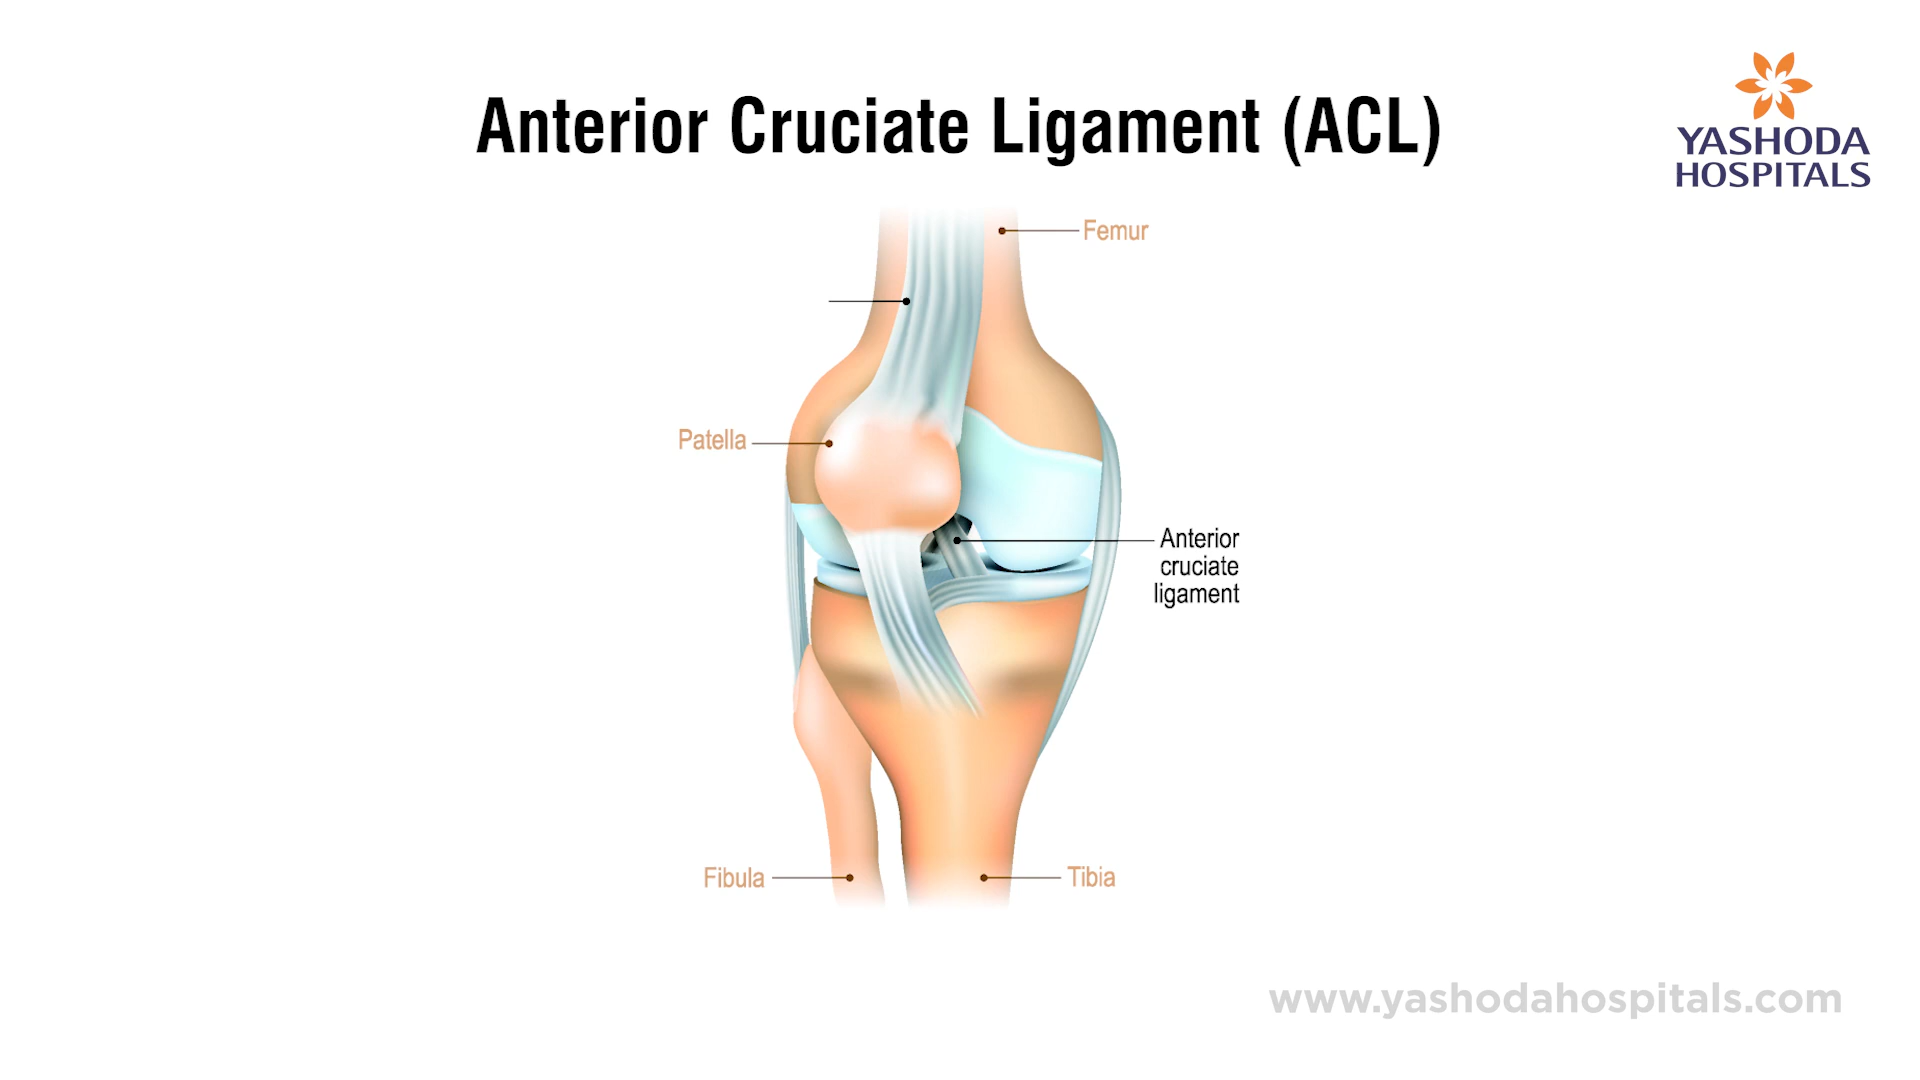 Anterior Cruciate Ligament (ACL)
YASHODA
HOSPITALS
Femur
Patella
Anterior
cruciate
ligament
Fibula
Tibia
www.yashodahospitals.com